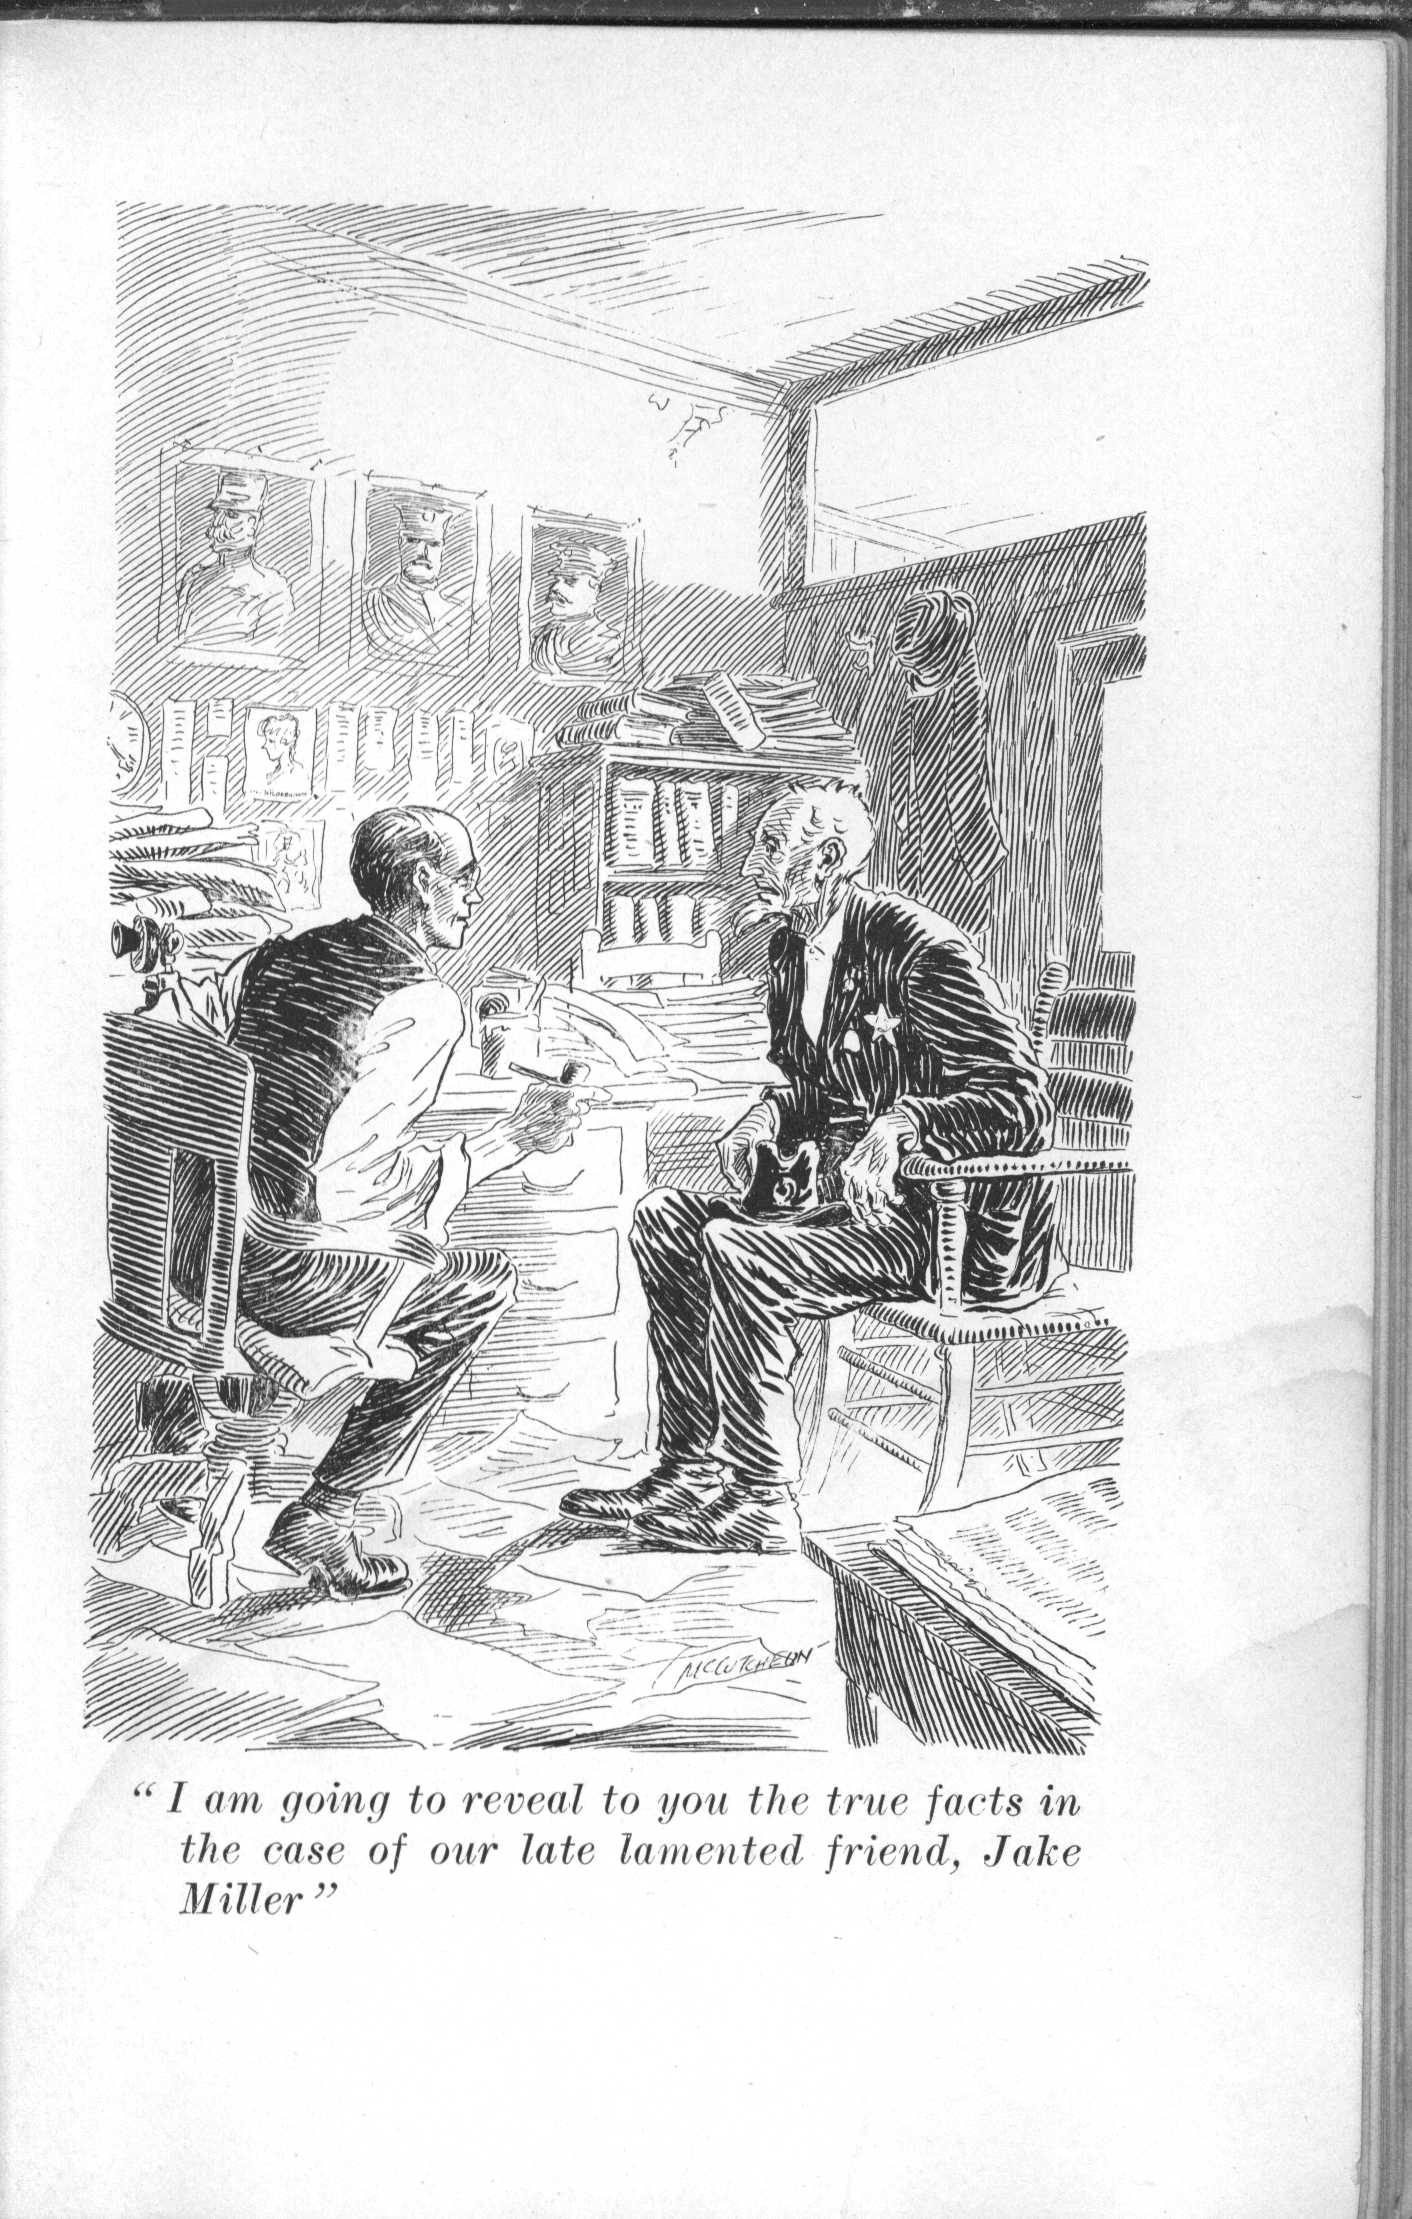 MCCUTCHEON
“ I am going to reveal to you the true facts in
the case of our late lamented friend, Jake
Miller ”